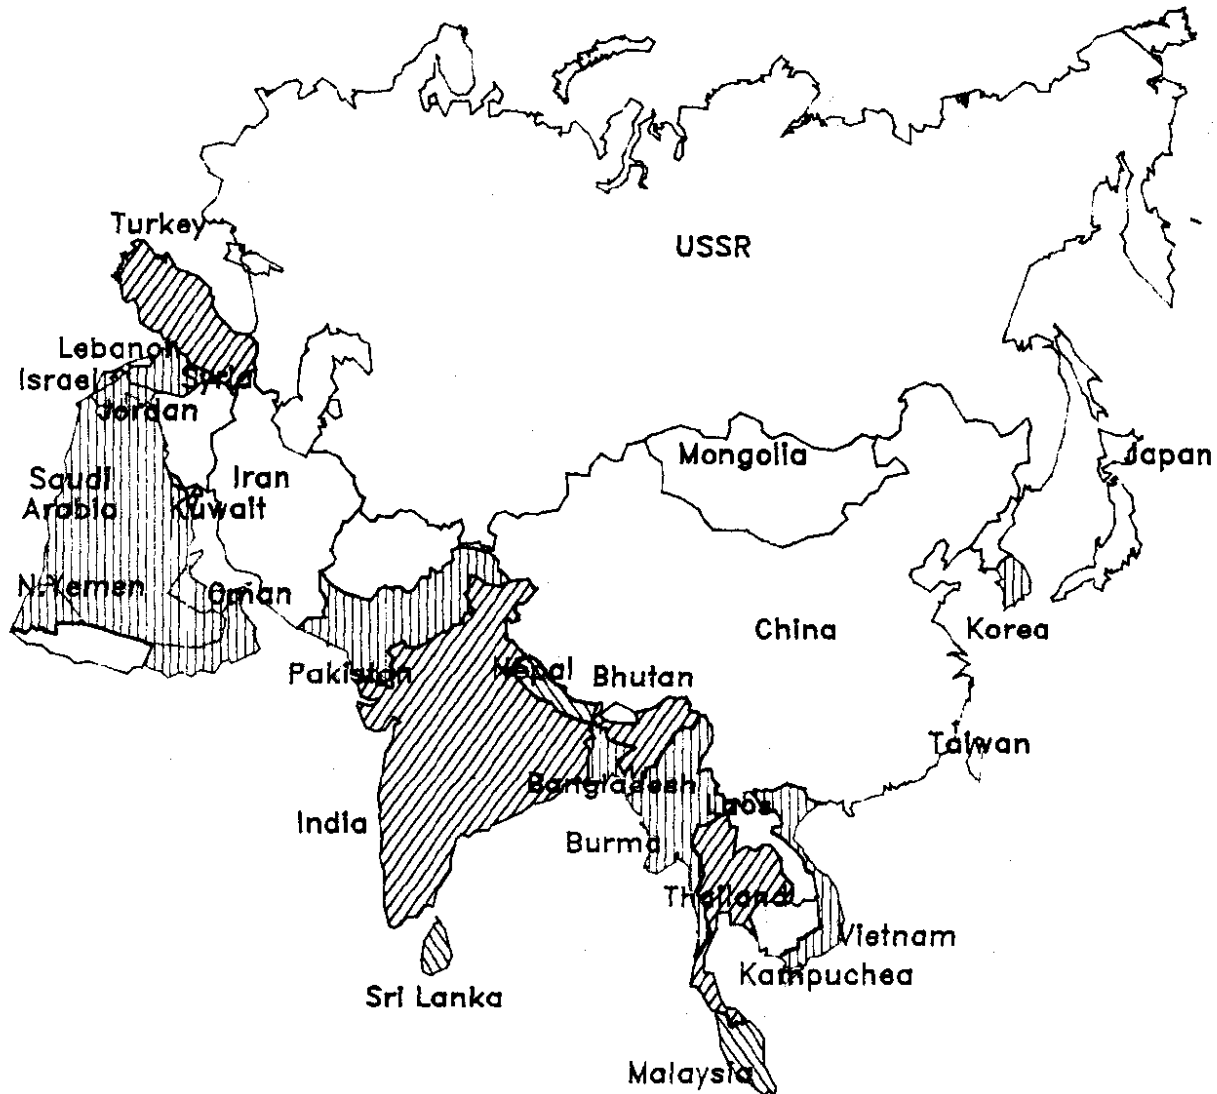 Turkey
USSR
Lebanon
Israel
Syria
Jordan
Mongolia
Japan
Saudi
Arabia
Iran
Kuwait
N.Yemen
Oman
China
Korea
Pakistan
Nepal
Bhutan
Taiwan
Bangladesh
Laos
India
Burma
Thailand
Vietnam
Kampuchea
Sri Lanka
Malaysia